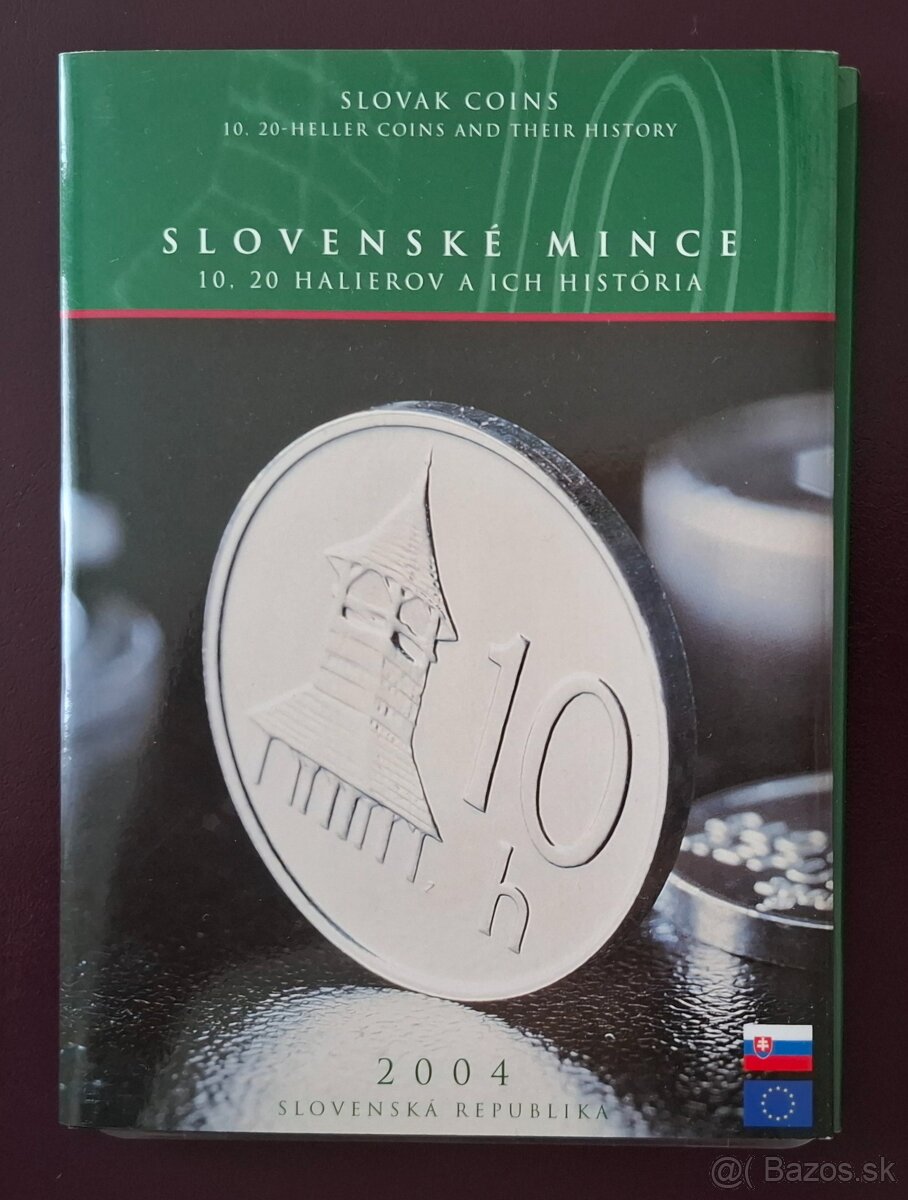 SLOVAK COINS
10, 20-HELLER COINS AND THEIR HISTORY
SLOVENSKÉ MINCE
10, 20 HALIEROV A ICH HISTÓRIA
10
h
2004
SLOVENSKÁ REPUBLIKA
@( Bazos.sk